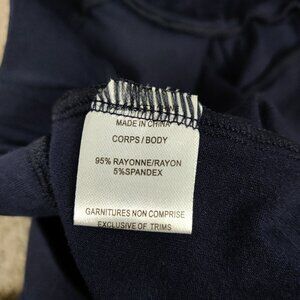 MADE IN CHINA
CORPS / BODY
95% RAYONNE/RAYON
5%SPANDEX
GARNITURES NON COMPRISE
EXCLUSIVE OF TRIMS